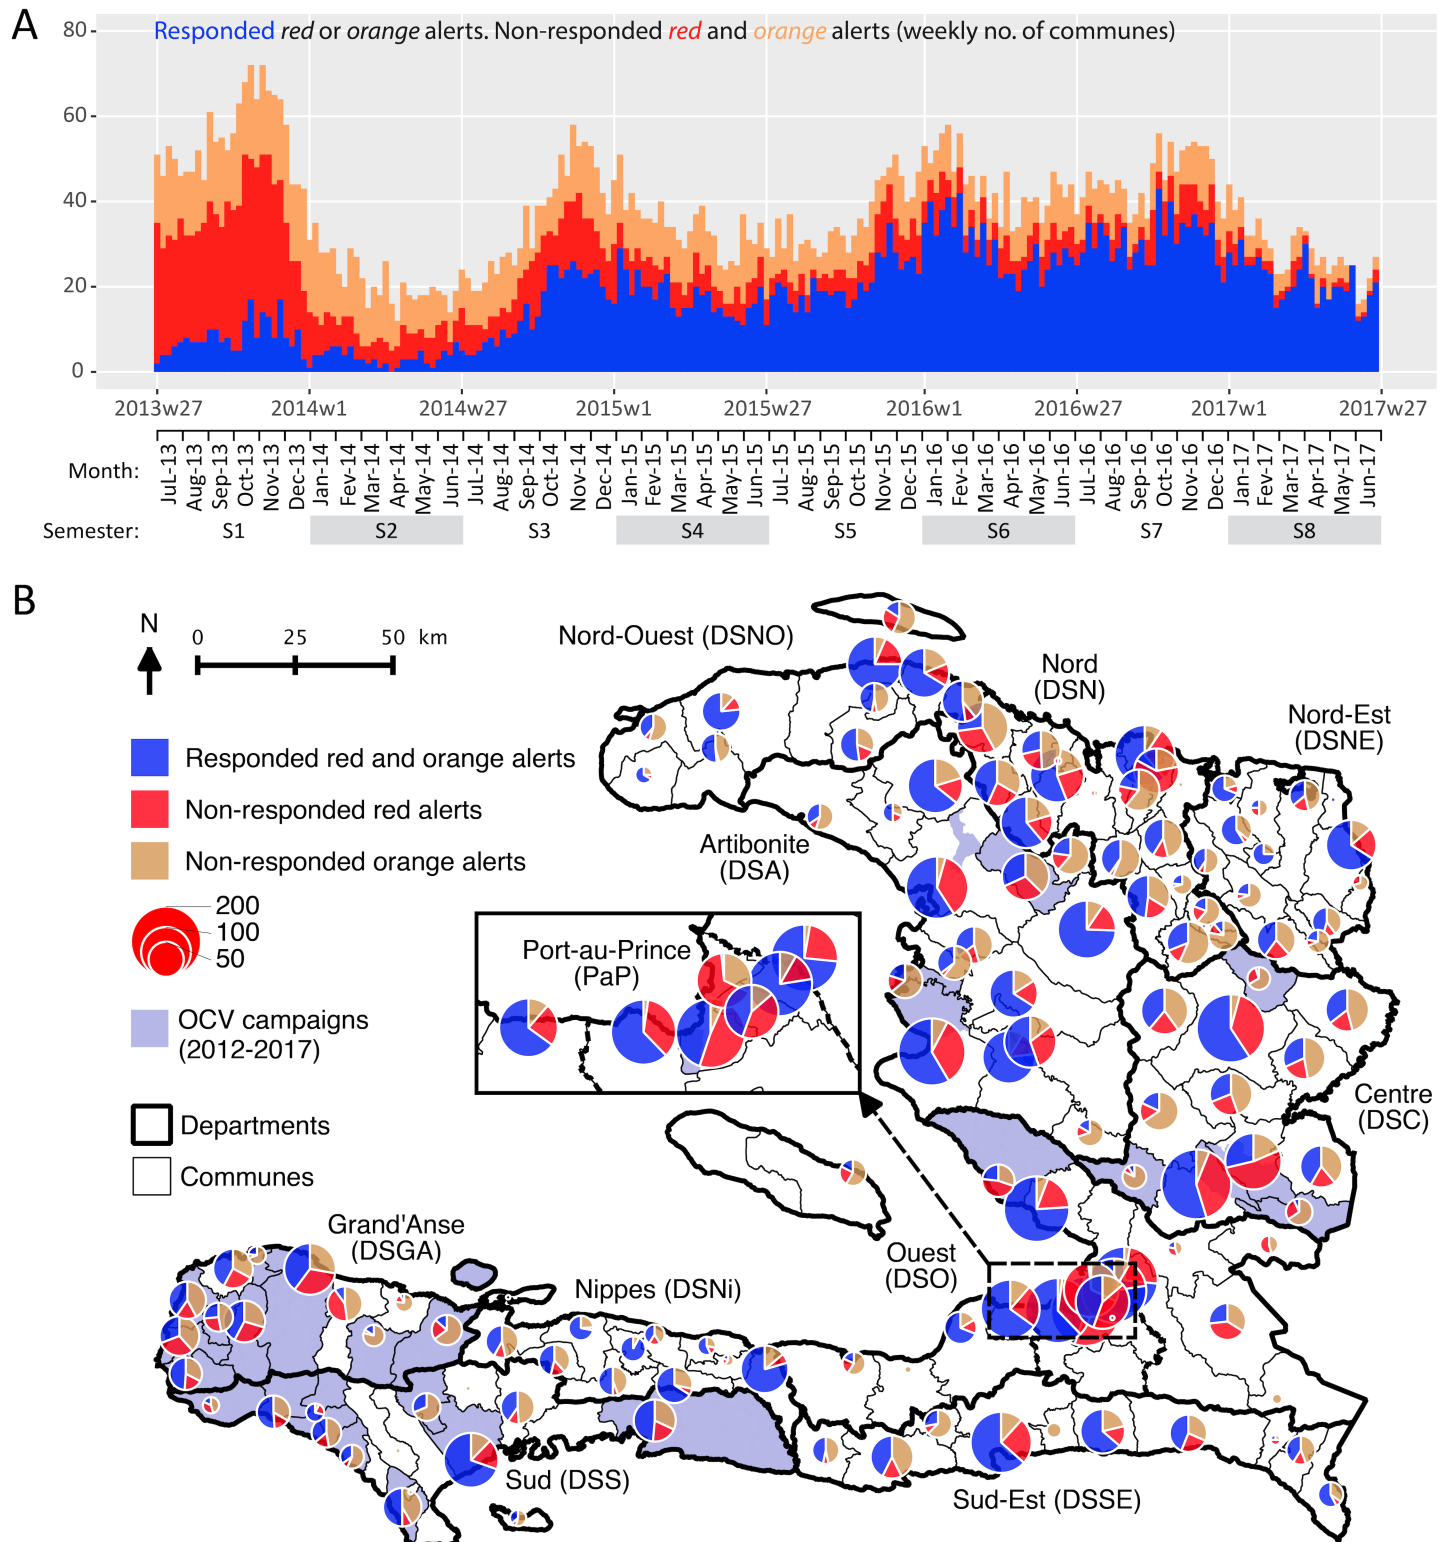 A
Responded red or orange alerts. Non-responded red and orange alerts (weekly no. of communes)
80
60
40
20
0
2013w27 2014w1 2014w27 2015w1 2015w27 2016w1 2016w27 2017w1 2017w27
Month: JuL-13 Aug-13 Sep-13 Oct-13 Nov-13 Dec-13 Jan-14 Fev-14 Mar-14 Apr-14 May-14 Jun-14 JuL-14 Aug-14 Sep-14 Oct-14 Nov-14 Dec-14 Jan-15 Fev-15 Mar-15 Apr-15 May-15 Jun-15 JuL-15 Aug-15 Sep-15 Oct-15 Nov-15 Dec-15 Jan-16 Fev-16 Mar-16 Apr-16 May-16 Jun-16 JuL-16 Aug-16 Sep-16 Oct-16 Nov-16 Dec-16 Jan-17 Fev-17 Mar-17 Apr-17 May-17 Jun-17
Semester: S1 S2 S3 S4 S5 S6 S7 S8
B
N
0 25 50 km
Nord-Ouest (DSNO)
Nord
(DSN)
Nord-Est
(DSNE)
Responded red and orange alerts
Non-responded red alerts
Non-responded orange alerts
Artibonite
(DSA)
200
100
50
Port-au-Prince
(PaP)
OCV campaigns
(2012-2017)
Centre
(DSC)
Departments
Communes
Grand'Anse
(DSGA)
Ouest
(DSO)
Nippes (DSNi)
Sud (DSS)
Sud-Est (DSSE)